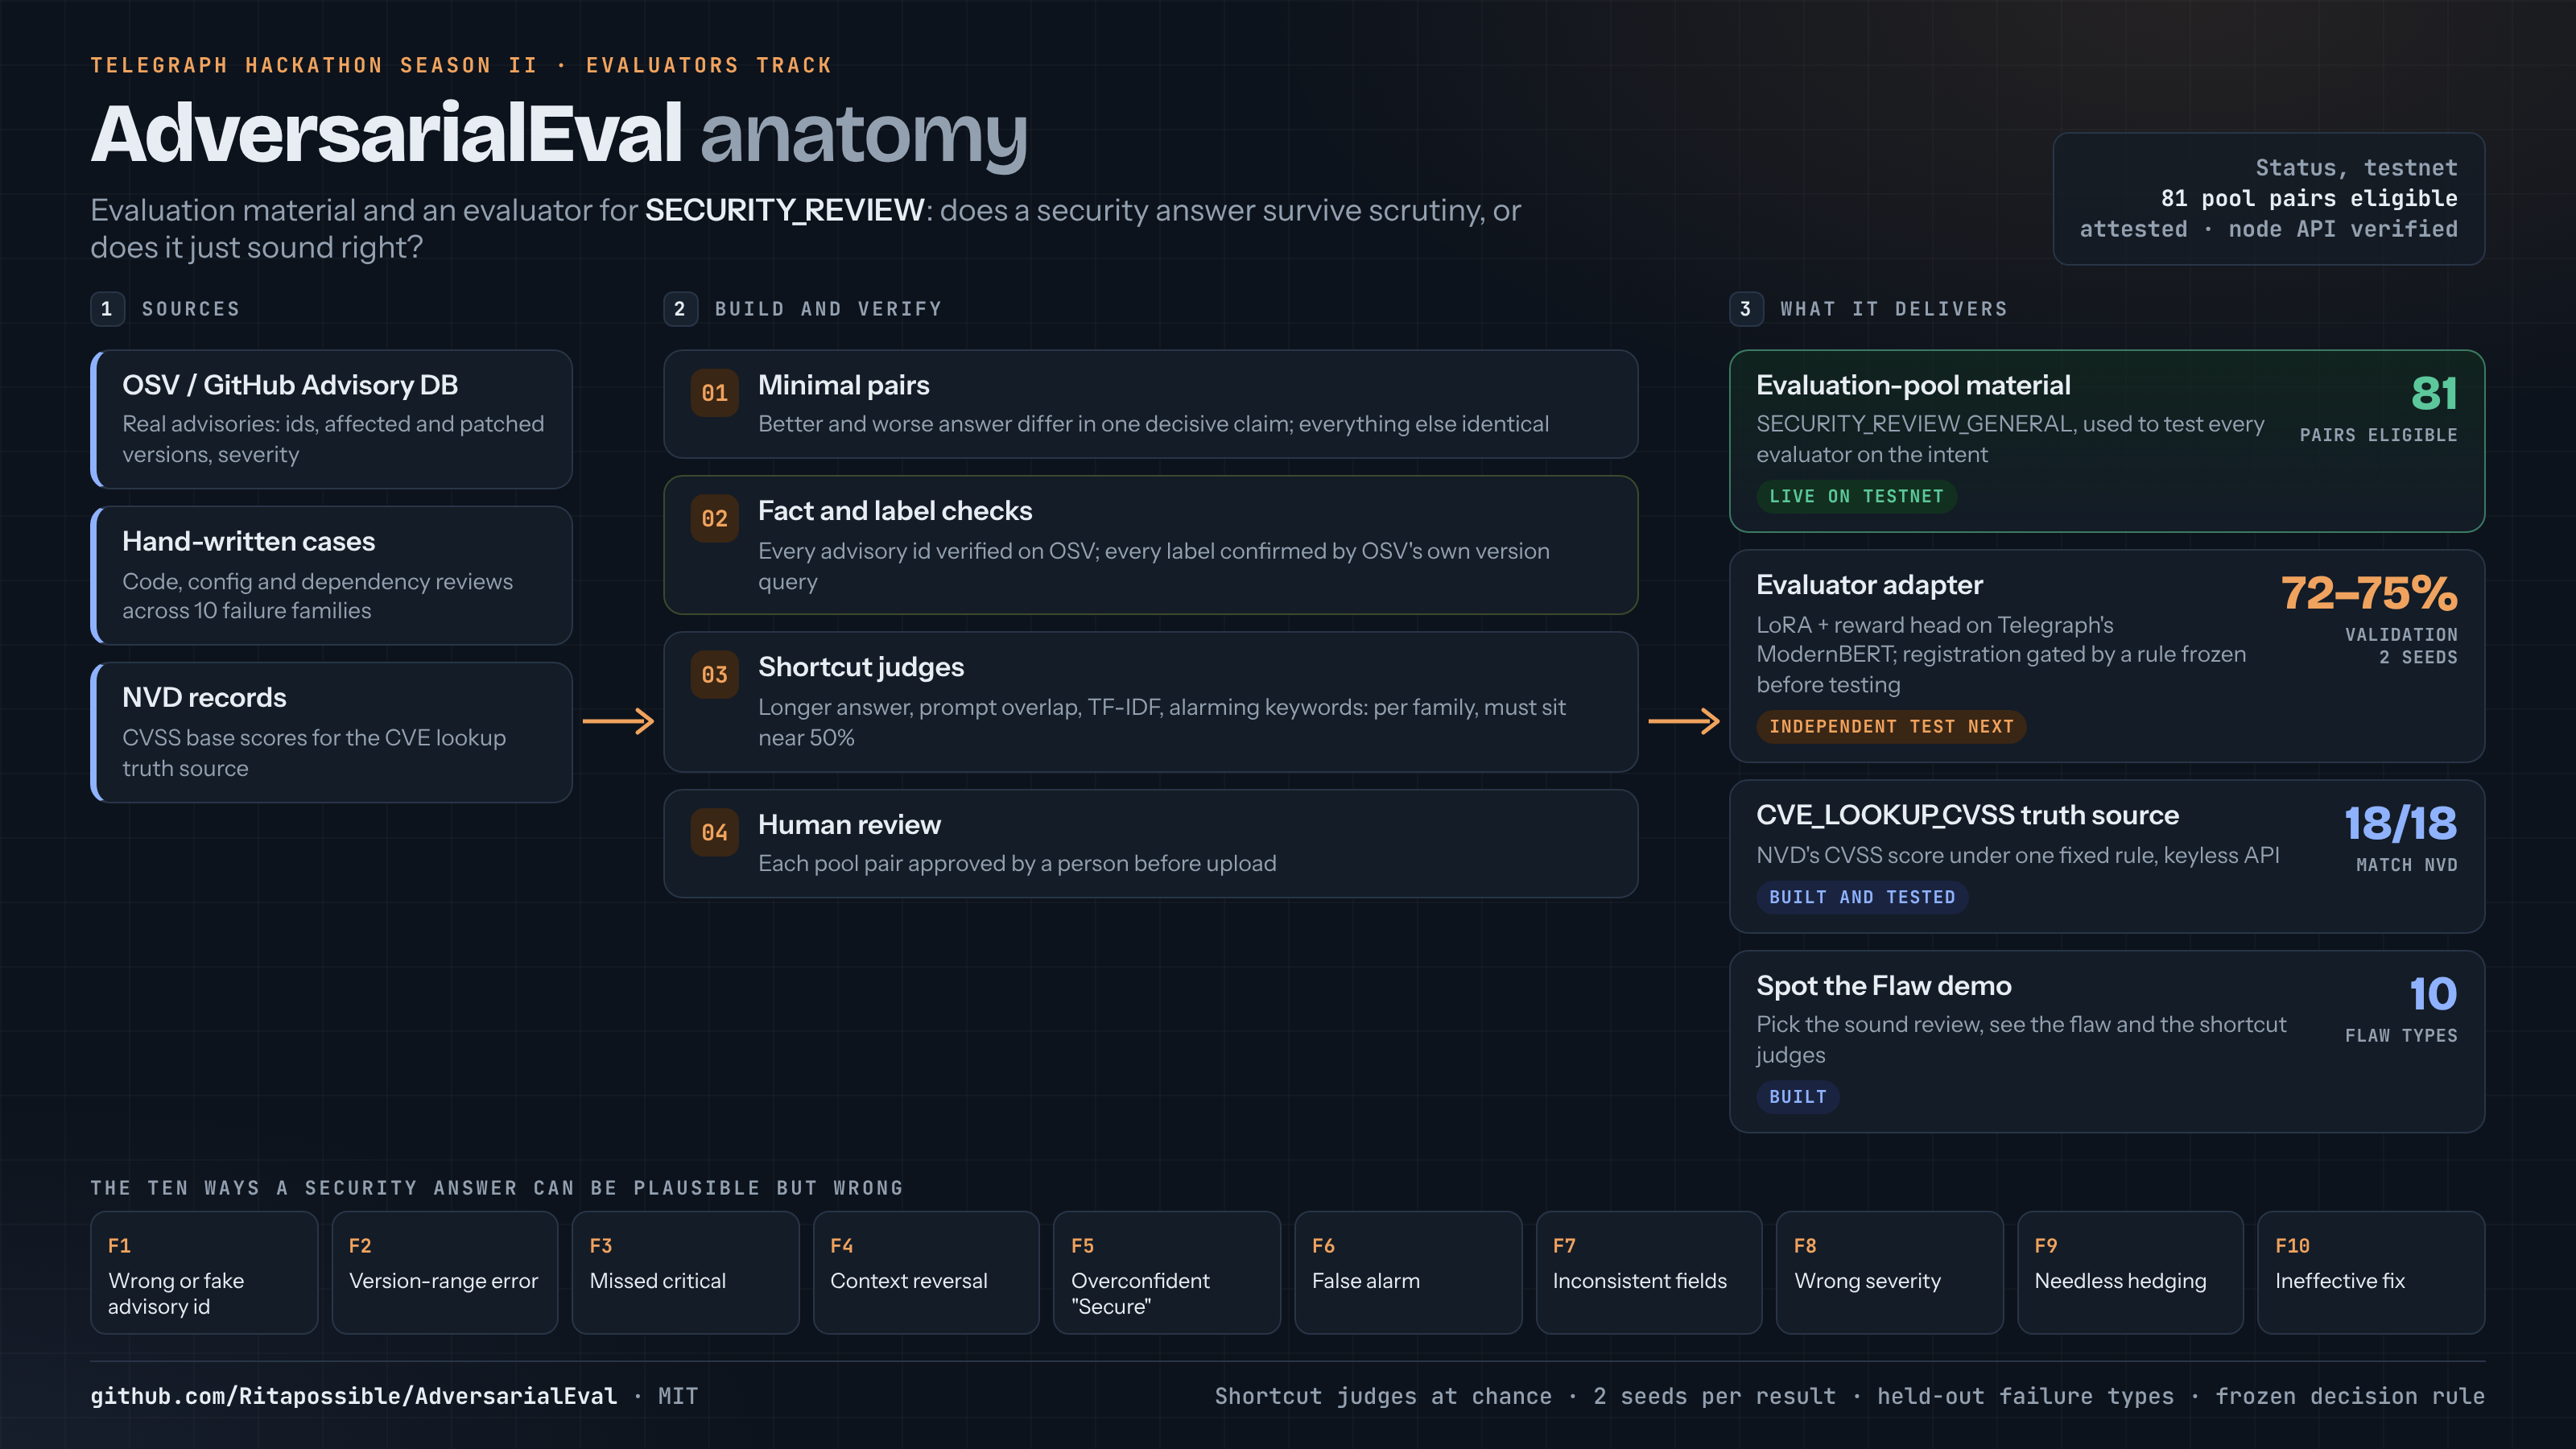 TELEGRAPH HACKATHON SEASON II · EVALUATORS TRACK
AdversarialEval anatomy
Evaluation material and an evaluator for SECURITY_REVIEW: does a security answer survive scrutiny, or
does it just sound right?
Status, testnet
81 pool pairs eligible
attested · node API verified
1 SOURCES
OSV / GitHub Advisory DB
Real advisories: ids, affected and patched
versions, severity
Hand-written cases
Code, config and dependency reviews
across 10 failure families
NVD records
CVSS base scores for the CVE lookup
truth source
2 BUILD AND VERIFY
01 Minimal pairs
Better and worse answer differ in one decisive claim; everything else identical
02 Fact and label checks
Every advisory id verified on OSV; every label confirmed by OSV's own version
query
03 Shortcut judges
Longer answer, prompt overlap, TF-IDF, alarming keywords: per family, must sit
near 50%
04 Human review
Each pool pair approved by a person before upload
3 WHAT IT DELIVERS
Evaluation-pool material
SECURITY_REVIEW_GENERAL, used to test every
evaluator on the intent
LIVE ON TESTNET
81
PAIRS ELIGIBLE
Evaluator adapter
LoRA + reward head on Telegraph's
ModernBERT; registration gated by a rule frozen
before testing
INDEPENDENT TEST NEXT
72–75%
VALIDATION
2 SEEDS
CVE_LOOKUP_CVSS truth source
NVD's CVSS score under one fixed rule, keyless API
BUILT AND TESTED
18/18
MATCH NVD
Spot the Flaw demo
Pick the sound review, see the flaw and the shortcut
judges
BUILT
10
FLAW TYPES
THE TEN WAYS A SECURITY ANSWER CAN BE PLAUSIBLE BUT WRONG
F1
Wrong or fake
advisory id
F2
Version-range error
F3
Missed critical
F4
Context reversal
F5
Overconfident
"Secure"
F6
False alarm
F7
Inconsistent fields
F8
Wrong severity
F9
Needless hedging
F10
Ineffective fix
github.com/Ritapossible/AdversarialEval · MIT
Shortcut judges at chance · 2 seeds per result · held-out failure types · frozen decision rule